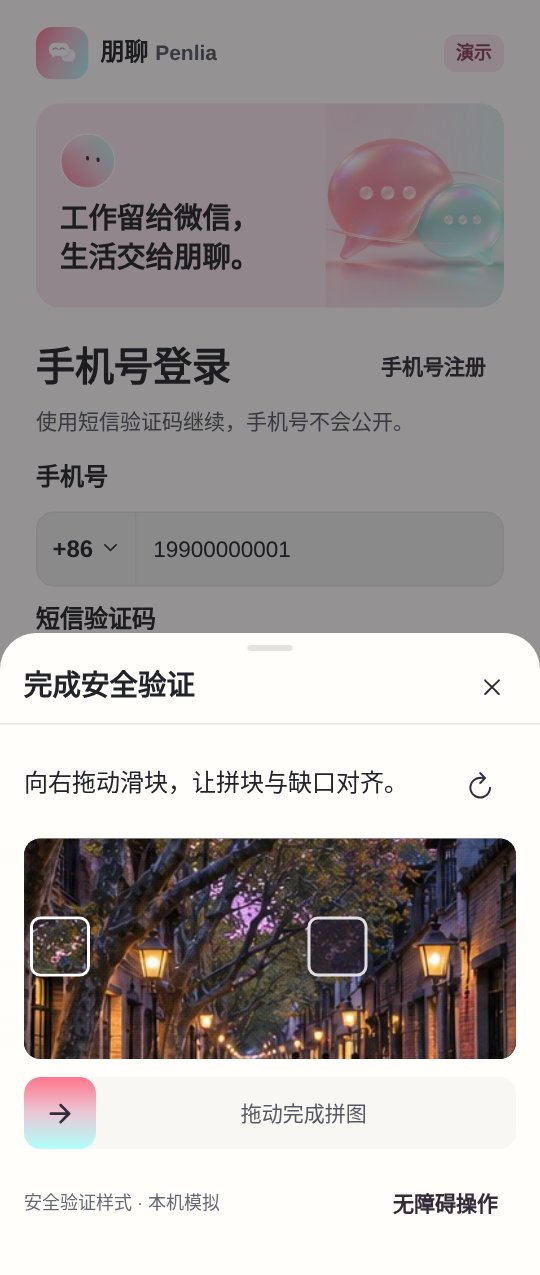 朋聊 Penlia
演示
工作留给微信，
生活交给朋聊。
手机号登录
手机号注册
使用短信验证码继续，手机号不会公开。
手机号
+86
19900000001
短信验证码
完成安全验证
向右拖动滑块，让拼块与缺口对齐。
拖动完成拼图
安全验证样式 · 本机模拟
无障碍操作